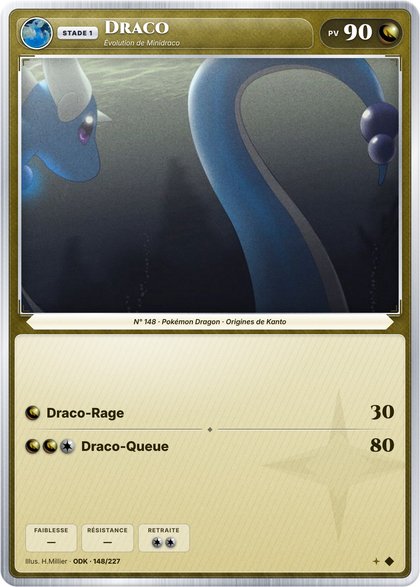 STADE 1
DRACO
Évolution de Minidraco
PV 90
N° 148 · Pokémon Dragon · Origines de Kanto
Draco-Rage 30
Draco-Queue 80
FAIBLESSE RÉSISTANCE RETRAITE
— —
Illus. H.Millier · ODK · 148/227